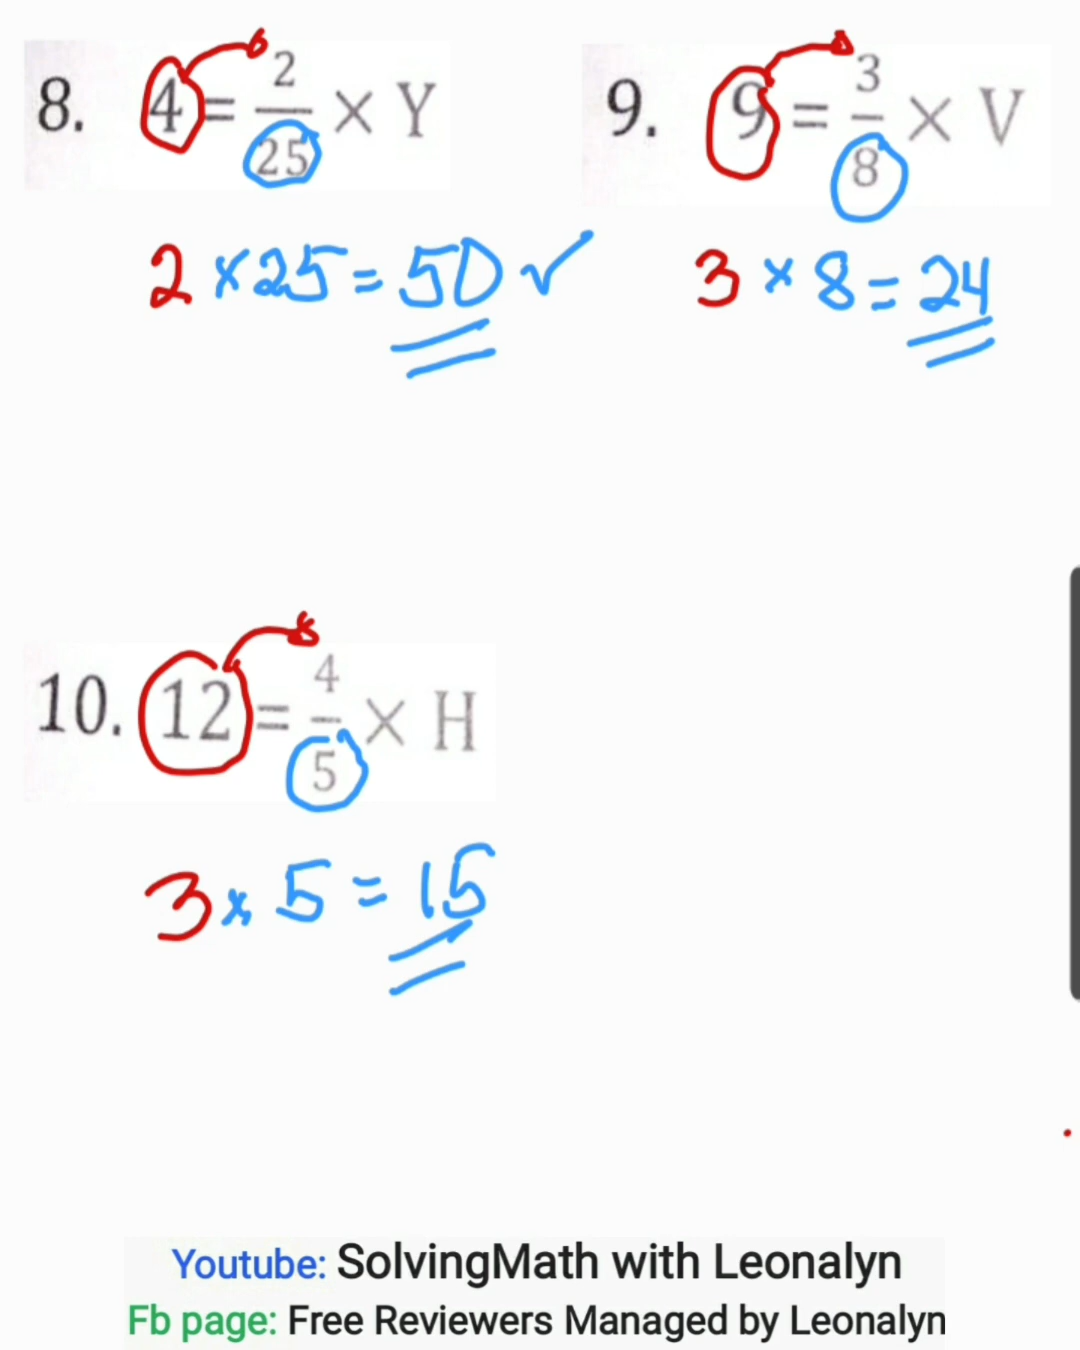 8. 4 = 2/25 × Y
2 × 25 = 50 ✓
9. 9 = 3/8 × V
3 × 8 = 24
10. 12 = 4/5 × H
3 × 5 = 15
Youtube: SolvingMath with Leonalyn
Fb page: Free Reviewers Managed by Leonalyn